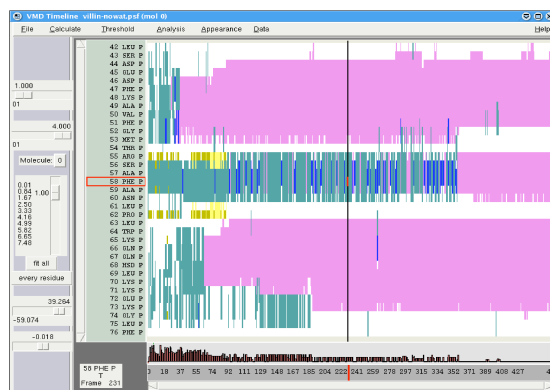 VMD Timeline villin-nowat.psf (mol 0)
File Calculate Threshold Analysis Appearance Data Help
1.000
01
4.000
01
Molecule: 0
0.01
0.84
1.67
2.50
3.33
4.16
4.99
5.82
6.65
7.48
1.00
fit all
every residue
39.264
-59.074
-0.018
42 LEU P
43 SER P
44 ASP P
45 GLU P
46 ASP P
47 PHE P
48 LYS P
49 ALA P
50 VAL P
51 PHE P
52 GLY P
53 MET P
54 THR P
55 ARG P
56 SER P
57 ALA P
58 PHE P
59 ALA P
60 ASN P
61 LEU P
62 PRO P
63 LEU P
64 TRP P
65 LYS P
66 GLN P
67 GLN P
68 MSD P
69 LEU P
70 LYS P
71 LYS P
72 GLU P
73 LYS P
74 GLY P
75 LEU P
76 PHE P
58 PHE P
T
Frame 231
18 37 55 74 92 111 129 148 166 185 204 222 241 259 278 297 315 334 352 371 389 408 427